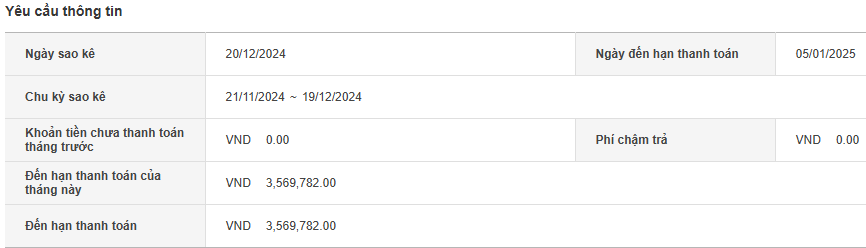 Yêu cầu thông tin
Ngày sao kê 20/12/2024 Ngày đến hạn thanh toán 05/01/2025
Chu kỳ sao kê 21/11/2024 ~ 19/12/2024
Khoản tiền chưa thanh toán
tháng trước VND 0.00 Phí chậm trả VND 0.00
Đến hạn thanh toán của
tháng này VND 3,569,782.00
Đến hạn thanh toán VND 3,569,782.00